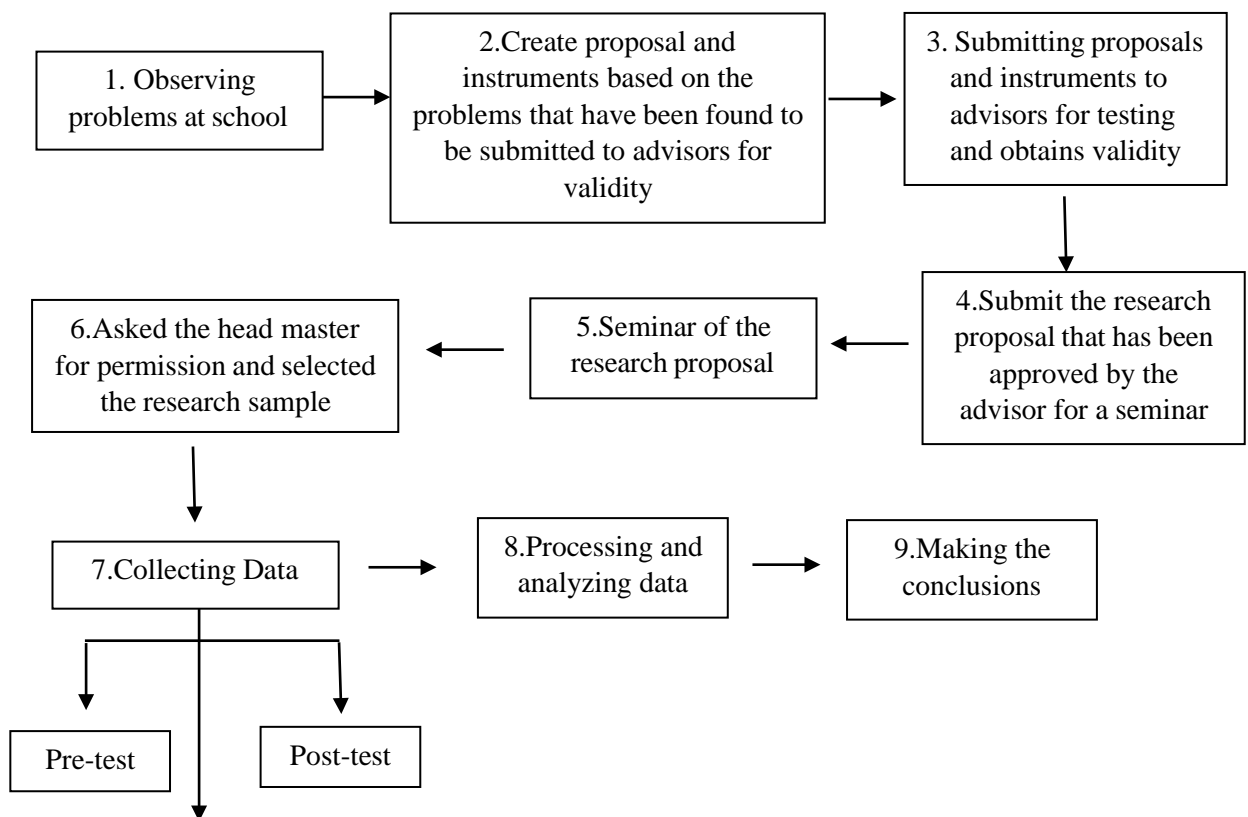 1. Observing
problems at school
2.Create proposal and
instruments based on the
problems that have been found to
be submitted to advisors for
validity
3. Submitting proposals
and instruments to
advisors for testing
and obtains validity
4.Submit the research
proposal that has been
approved by the
advisor for a seminar
5.Seminar of the
research proposal
6.Asked the head master
for permission and selected
the research sample
7.Collecting Data
8.Processing and
analyzing data
9.Making the
conclusions
Pre-test
Post-test